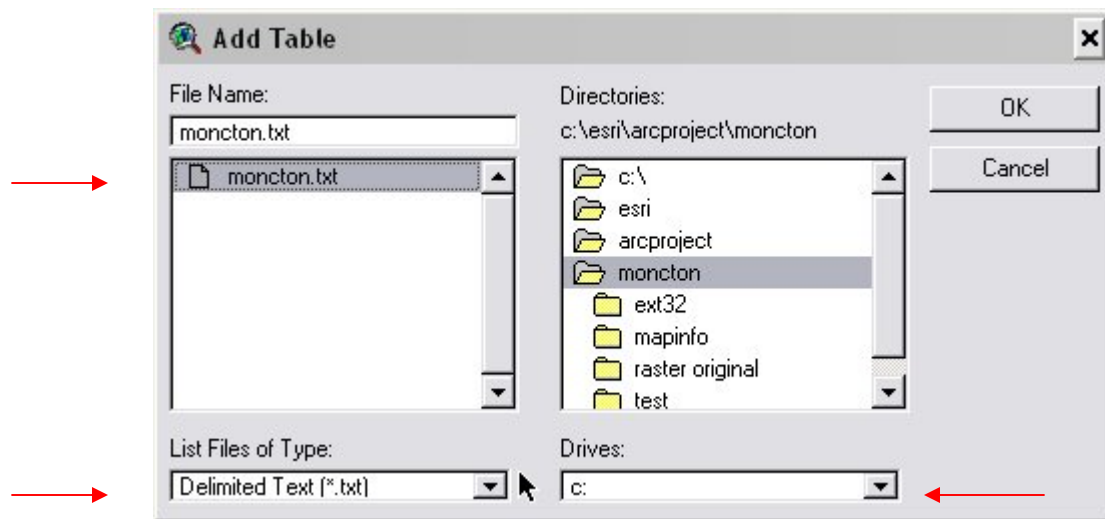 Add Table
File Name:
moncton.txt
moncton.txt
List Files of Type:
Delimited Text (*.txt)
Directories:
c:\esri\arcproject\moncton
c:\
esri
arcproject
moncton
ext32
mapinfo
raster original
test
Drives:
c:
OK
Cancel